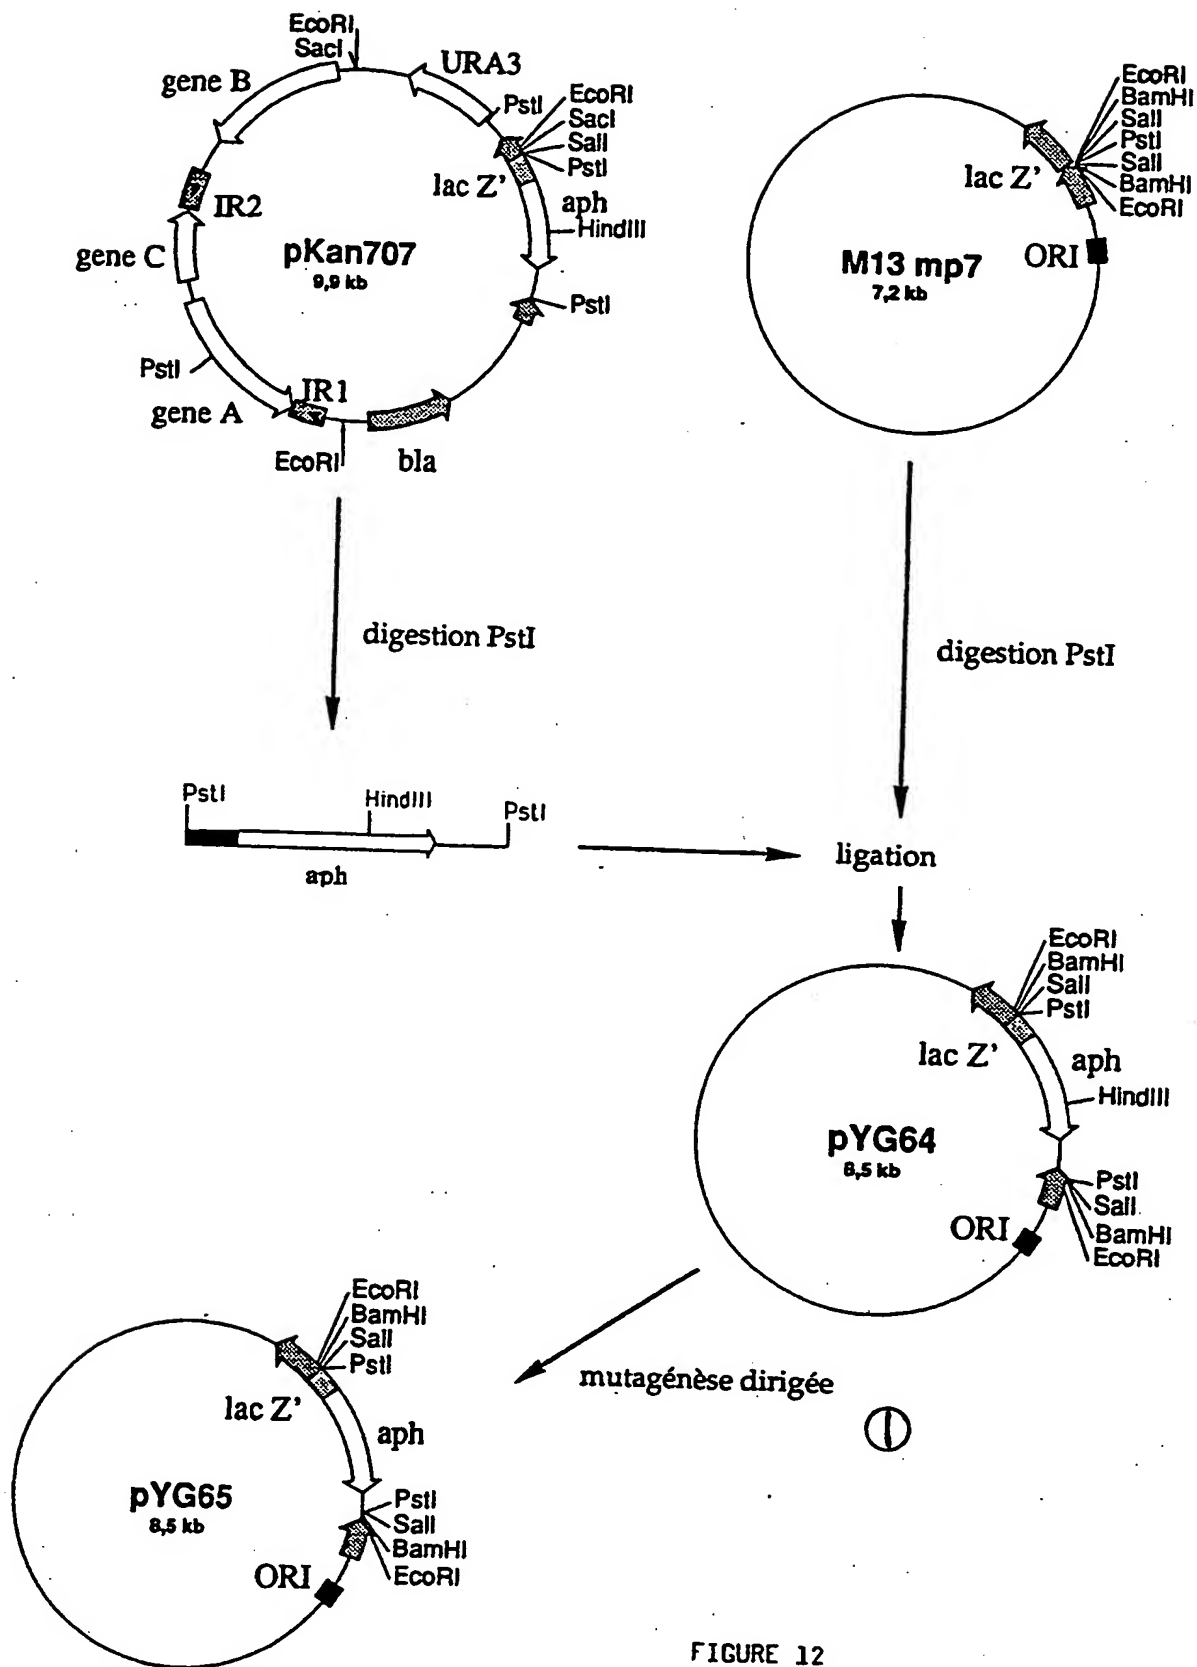 EcoRI
SacI
gene B
URA3
PstI
EcoRI
SacI
SalI
PstI
lac Z'
aph
HindIII
IR2
gene C
pKan707
9,9 kb
PstI
PstI
gene A
IR1
EcoRI
bla
EcoRI
BamHI
SalI
PstI
SalI
BamHI
EcoRI
lac Z'
M13 mp7
7,2 kb
ORI
digestion PstI
digestion PstI
PstI
HindIII
PstI
aph
ligation
EcoRI
BamHI
SalI
PstI
lac Z'
aph
HindIII
pYG64
8,5 kb
PstI
SalI
BamHI
EcoRI
ORI
mutagénèse dirigée
EcoRI
BamHI
SalI
PstI
lac Z'
aph
pYG65
8,5 kb
PstI
SalI
BamHI
EcoRI
ORI
FIGURE 12